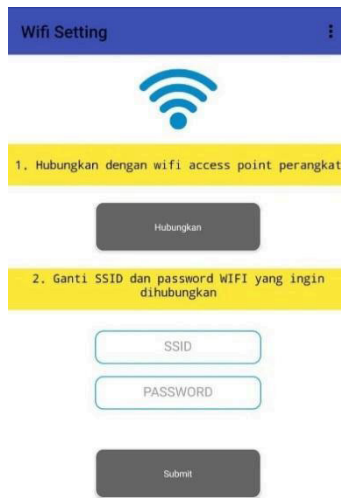 Wifi Setting
1. Hubungkan dengan wifi access point perangkat
Hubungkan
2. Ganti SSID dan password WIFI yang ingin
dihubungkan
SSID
PASSWORD
Submit